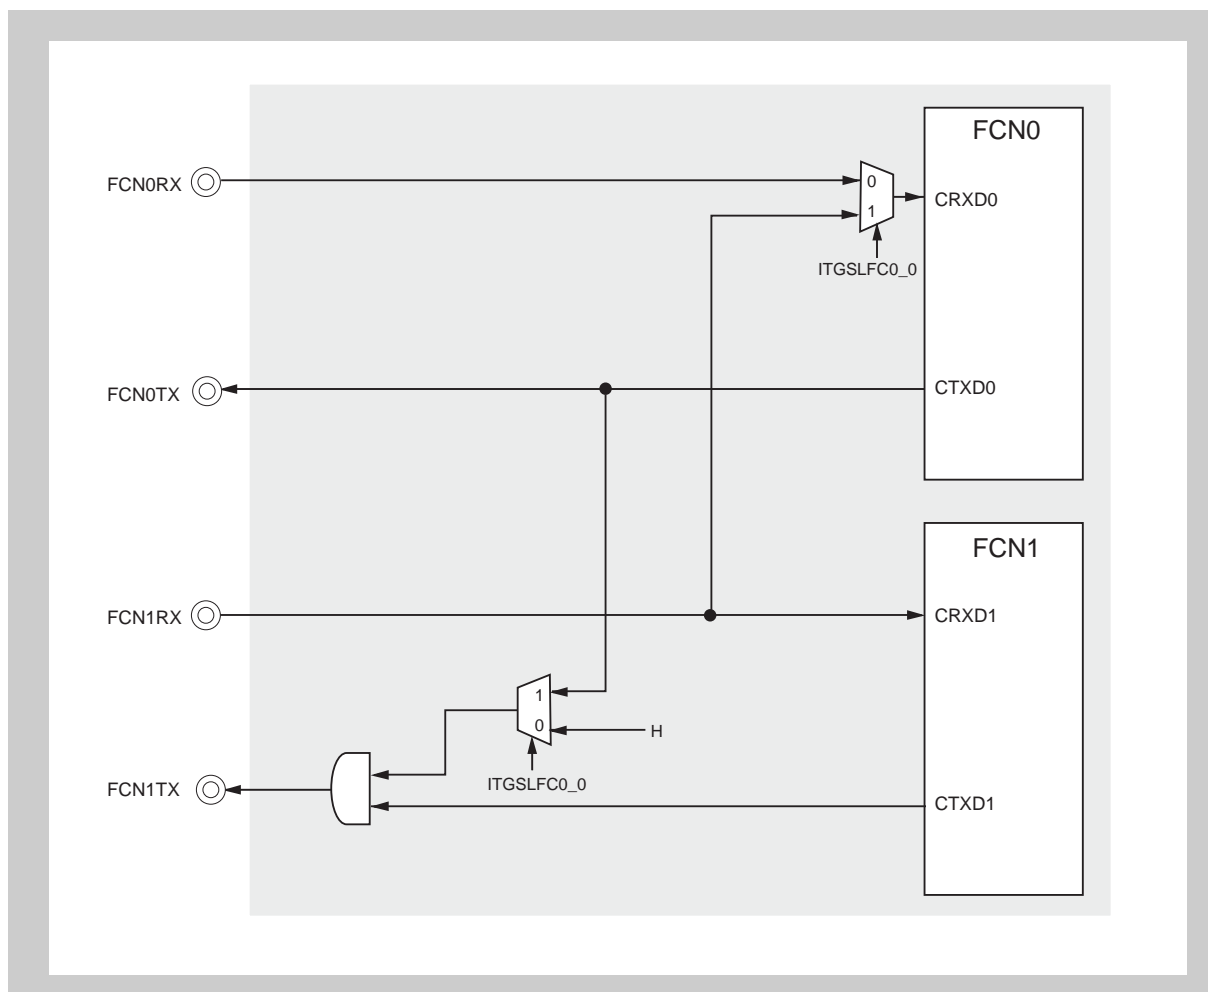 FCN0
FCN0RX
0
CRXD0
1
ITGSLFC0_0
FCN0TX
CTXD0
FCN1
FCN1RX
CRXD1
1
0
H
ITGSLFC0_0
FCN1TX
CTXD1